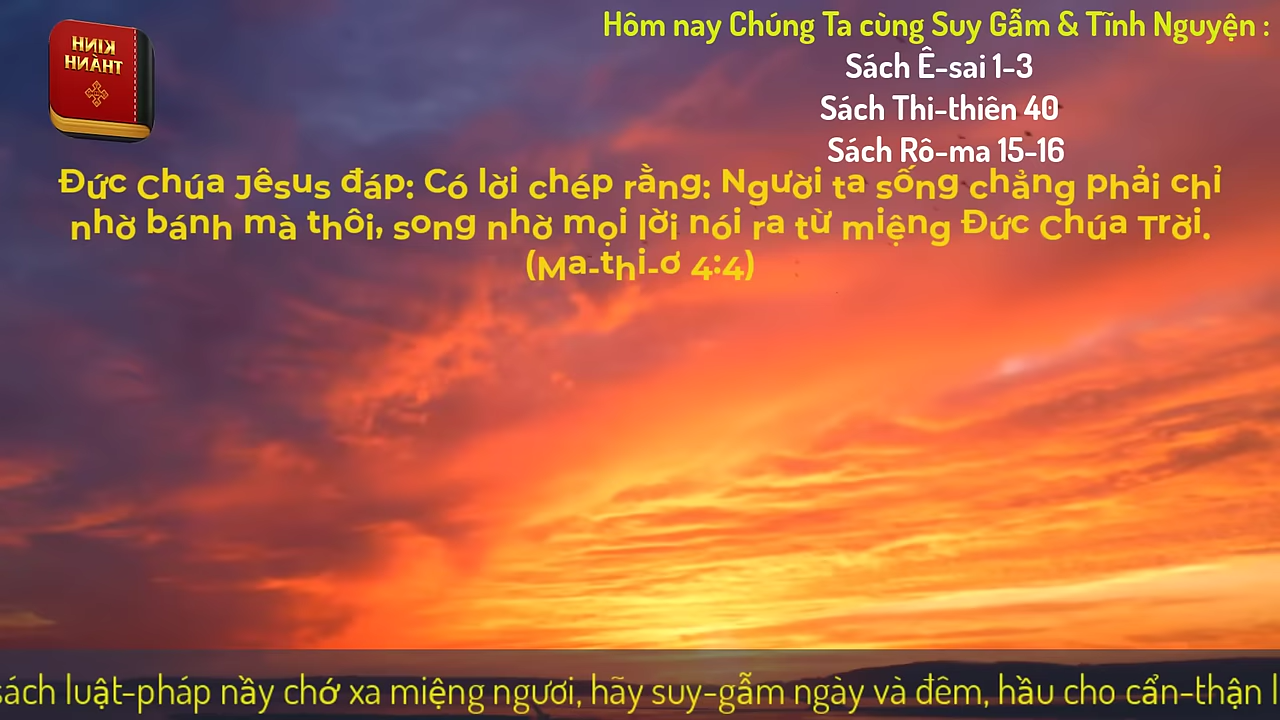 KINH
THÀNH
Hôm nay Chúng Ta cùng Suy Gẫm & Tĩnh Nguyện :
Sách Ê-sai 1-3
Sách Thi-thiên 40
Sách Rô-ma 15-16
Đức Chúa Jêsus đáp: Có lời chép rằng: Người ta sống chẳng phải chỉ
nhờ bánh mà thôi, song nhờ mọi lời nói ra từ miệng Đức Chúa Trời.
(Ma-thi-ơ 4:4)
sách luật-pháp nầy chớ xa miệng ngươi, hãy suy-gẫm ngày và đêm, hầu cho cẩn-thận